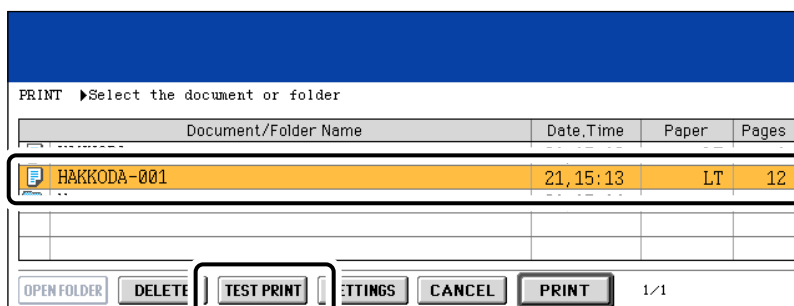 PRINT ▶Select the document or folder
Document/Folder Name Date,Time Paper Pages
HAKKODA-001 21,15:13 LT 12
OPEN FOLDER DELETE TEST PRINT CANCEL PRINT 1/1